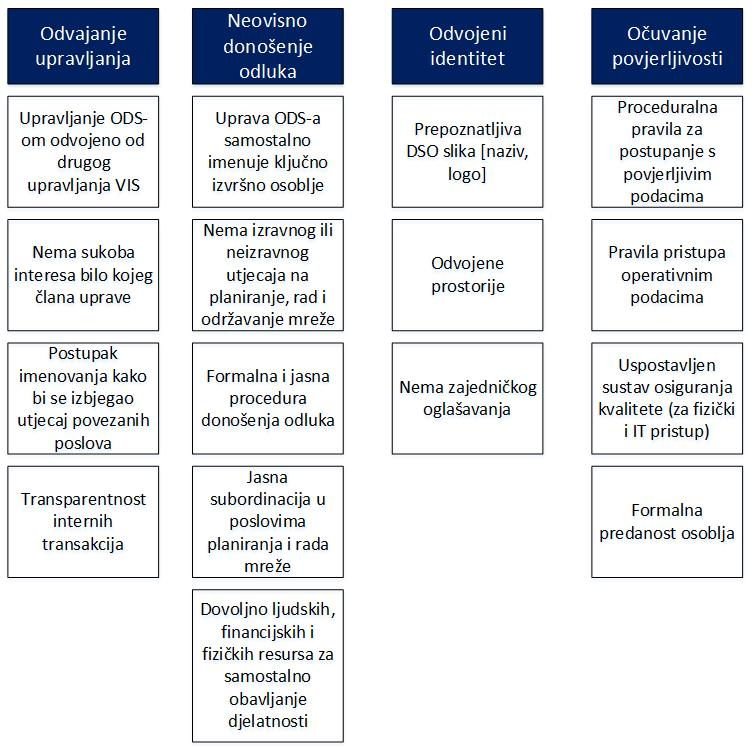 Odvajanje
upravljanja
Upravljanje ODS-
om odvojeno od
drugog
upravljanja VIS
Nema sukoba
interesa bilo kojeg
člana uprave
Postupak
imenovanja kako
bi se izbjegao
utjecaj povezanih
poslova
Transparentnost
internih
transakcija
Neovisno
donošenje
odluka
Uprava ODS-a
samostalno
imenuje ključno
izvršno osoblje
Nema izravnog ili
neizravnog
utjecaja na
planiranje, rad i
održavanje mreže
Formalna i jasna
procedura
donošenja odluka
Jasna
subordinacija u
poslovima
planiranja i rada
mreže
Dovoljno ljudskih,
financijskih i
fizičkih resursa za
samostalno
obavljanje
djelatnosti
Odvojeni
identitet
Prepoznatljiva
DSO slika [naziv,
logo]
Odvojene
prostorije
Nema zajedničkog
oglašavanja
Očuvanje
povjerljivosti
Proceduralna
pravila za
postupanje s
povjerljivim
podacima
Pravila pristupa
operativnim
podacima
Uspostavljen
sustav osiguranja
kvalitete (za fizički
i IT pristup)
Formalna
predanost osoblja